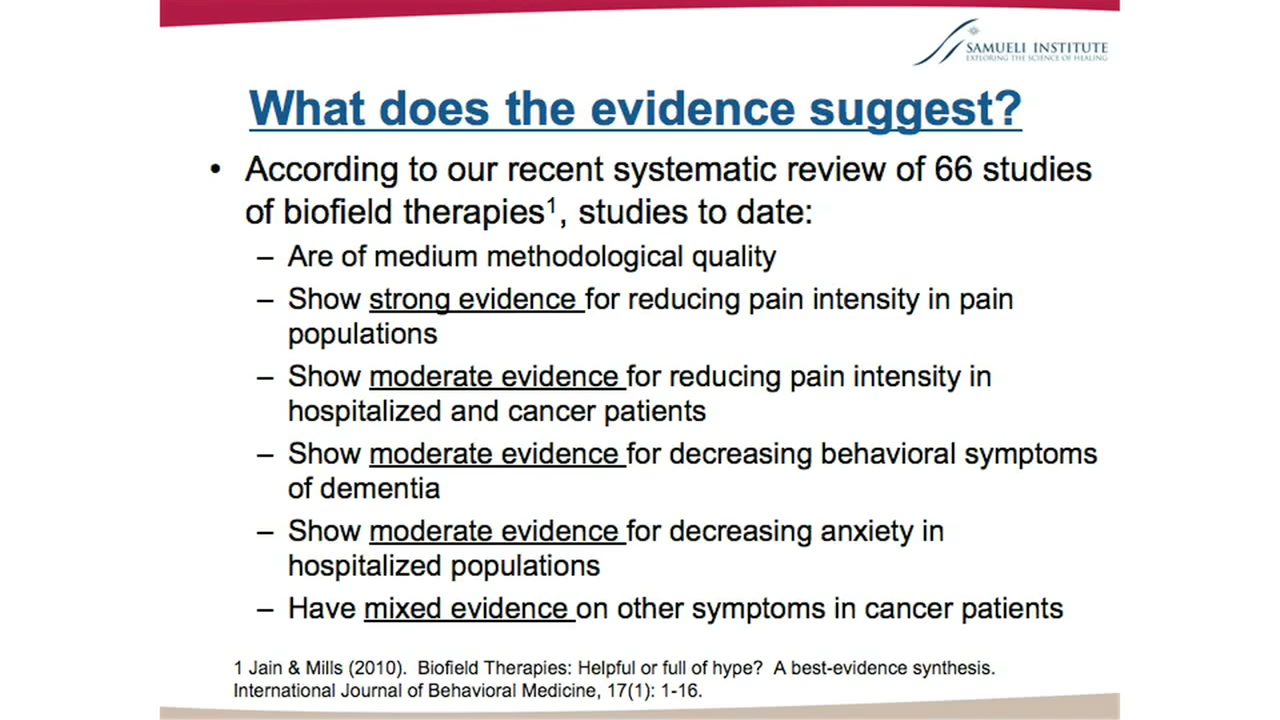 SAMUELI INSTITUTE
EXPLORING THE SCIENCE OF HEALING
What does the evidence suggest?
• According to our recent systematic review of 66 studies
of biofield therapies¹, studies to date:
– Are of medium methodological quality
– Show strong evidence for reducing pain intensity in pain
populations
– Show moderate evidence for reducing pain intensity in
hospitalized and cancer patients
– Show moderate evidence for decreasing behavioral symptoms
of dementia
– Show moderate evidence for decreasing anxiety in
hospitalized populations
– Have mixed evidence on other symptoms in cancer patients
1 Jain & Mills (2010). Biofield Therapies: Helpful or full of hype? A best-evidence synthesis.
International Journal of Behavioral Medicine, 17(1): 1-16.